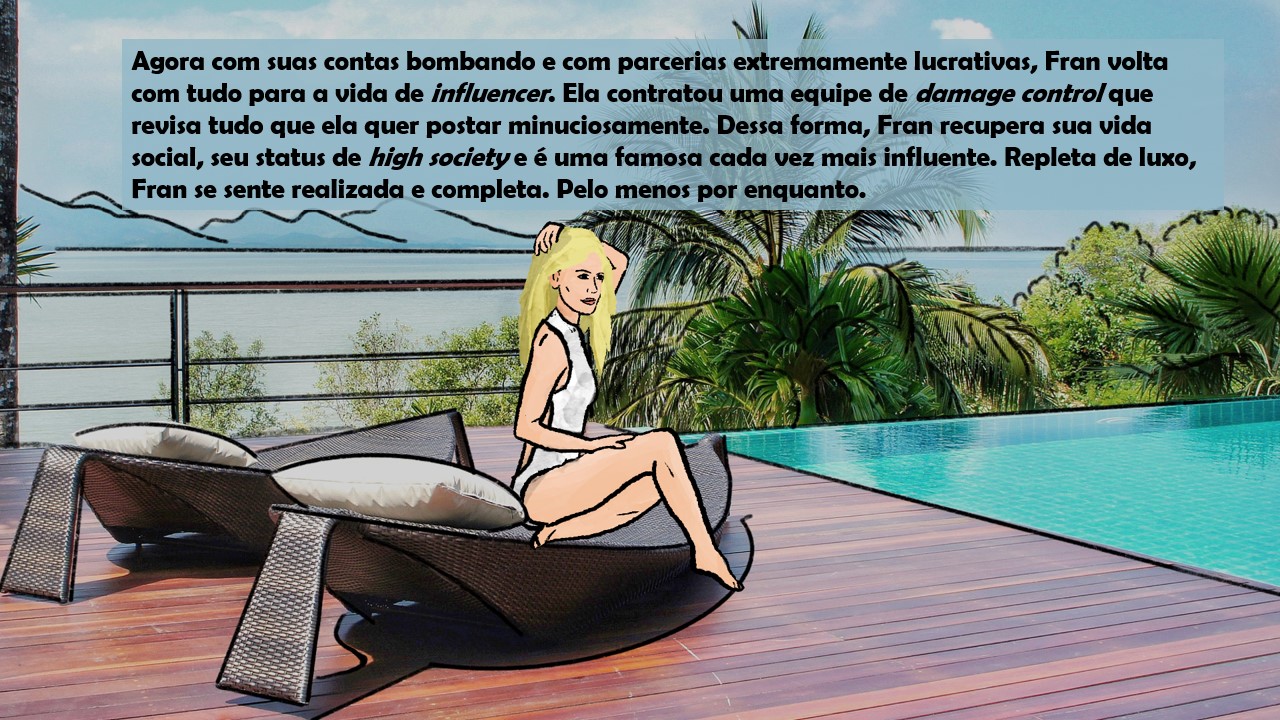 Agora com suas contas bombando e com parcerias extremamente lucrativas, Fran volta
com tudo para a vida de influencer. Ela contratou uma equipe de damage control que
revisa tudo que ela quer postar minuciosamente. Dessa forma, Fran recupera sua vida
social, seu status de high society e é uma famosa cada vez mais influente. Repleta de luxo,
Fran se sente realizada e completa. Pelo menos por enquanto.